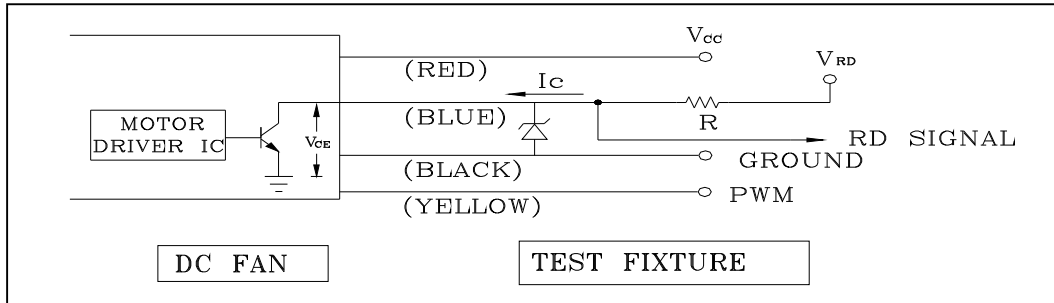 VCC
(RED)
VRD
Ic
MOTOR
DRIVER IC
VCE
(BLUE)
R
RD SIGNAL
GROUND
(BLACK)
PWM
(YELLOW)
DC FAN
TEST FIXTURE